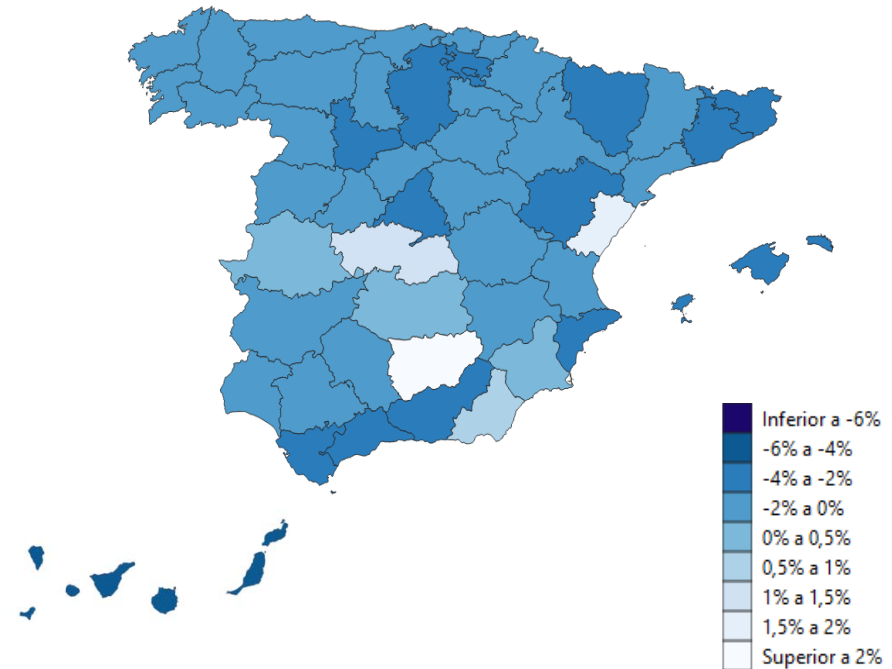 Inferior a -6%
-6% a -4%
-4% a -2%
-2% a 0%
0% a 0,5%
0,5% a 1%
1% a 1,5%
1,5% a 2%
Superior a 2%